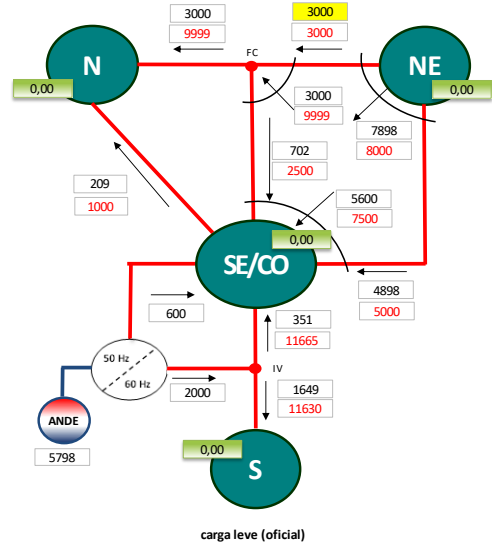 3000
9999
FC
3000
3000
N
0,00
NE
0,00
3000
9999
7898
8000
702
2500
209
1000
5600
7500
0,00
SE/CO
600
4898
5000
351
11665
50 Hz
60 Hz
IV
2000
1649
11630
ANDE
5798
0,00
S
carga leve (oficial)